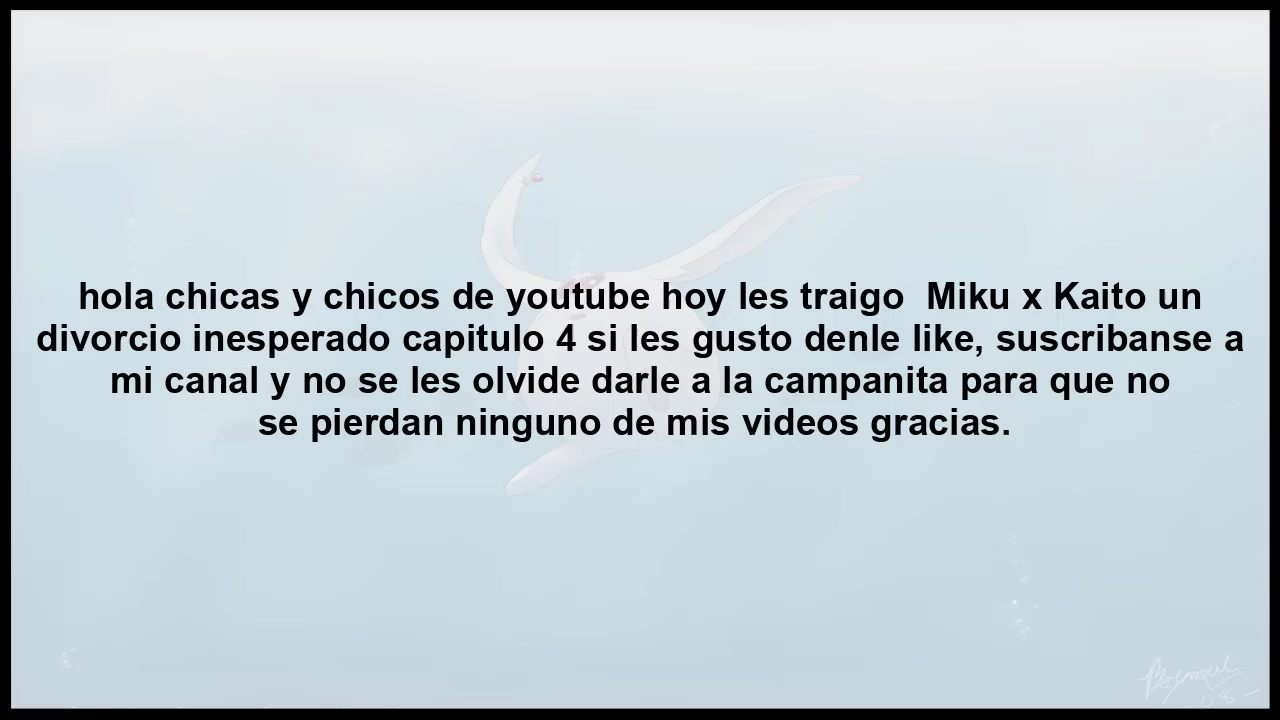 hola chicas y chicos de youtube hoy les traigo  Miku x Kaito un
divorcio inesperado capitulo 4 si les gusto denle like, suscribanse a
mi canal y no se les olvide darle a la campanita para que no
se pierdan ninguno de mis videos gracias.